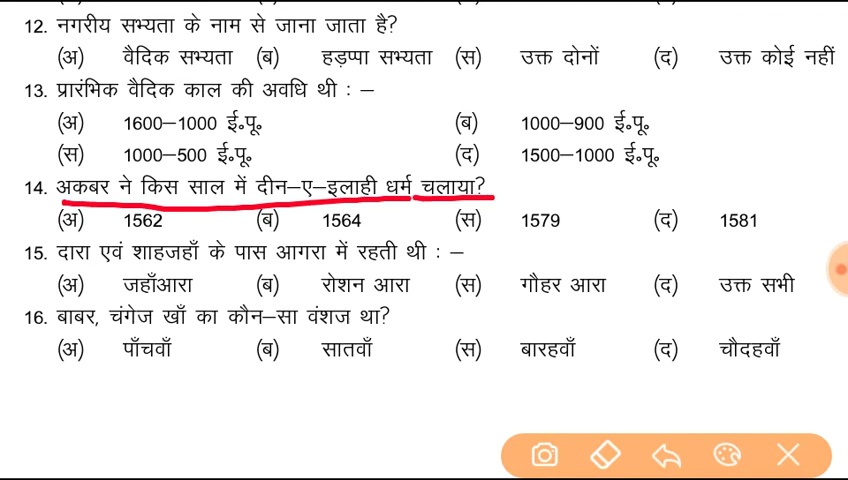 12. नगरीय सभ्यता के नाम से जाना जाता है?
(अ) वैदिक सभ्यता (ब) हड़प्पा सभ्यता (स) उक्त दोनों (द) उक्त कोई नहीं
13. प्रारंभिक वैदिक काल की अवधि थी : –
(अ) 1600–1000 ई.पू. (ब) 1000–900 ई.पू.
(स) 1000–500 ई.पू. (द) 1500–1000 ई.पू.
14. अकबर ने किस साल में दीन–ए–इलाही धर्म चलाया?
(अ) 1562 (ब) 1564 (स) 1579 (द) 1581
15. दारा एवं शाहजहाँ के पास आगरा में रहती थी : –
(अ) जहाँआरा (ब) रोशन आरा (स) गौहर आरा (द) उक्त सभी
16. बाबर, चंगेज खाँ का कौन–सा वंशज था?
(अ) पाँचवाँ (ब) सातवाँ (स) बारहवाँ (द) चौदहवाँ